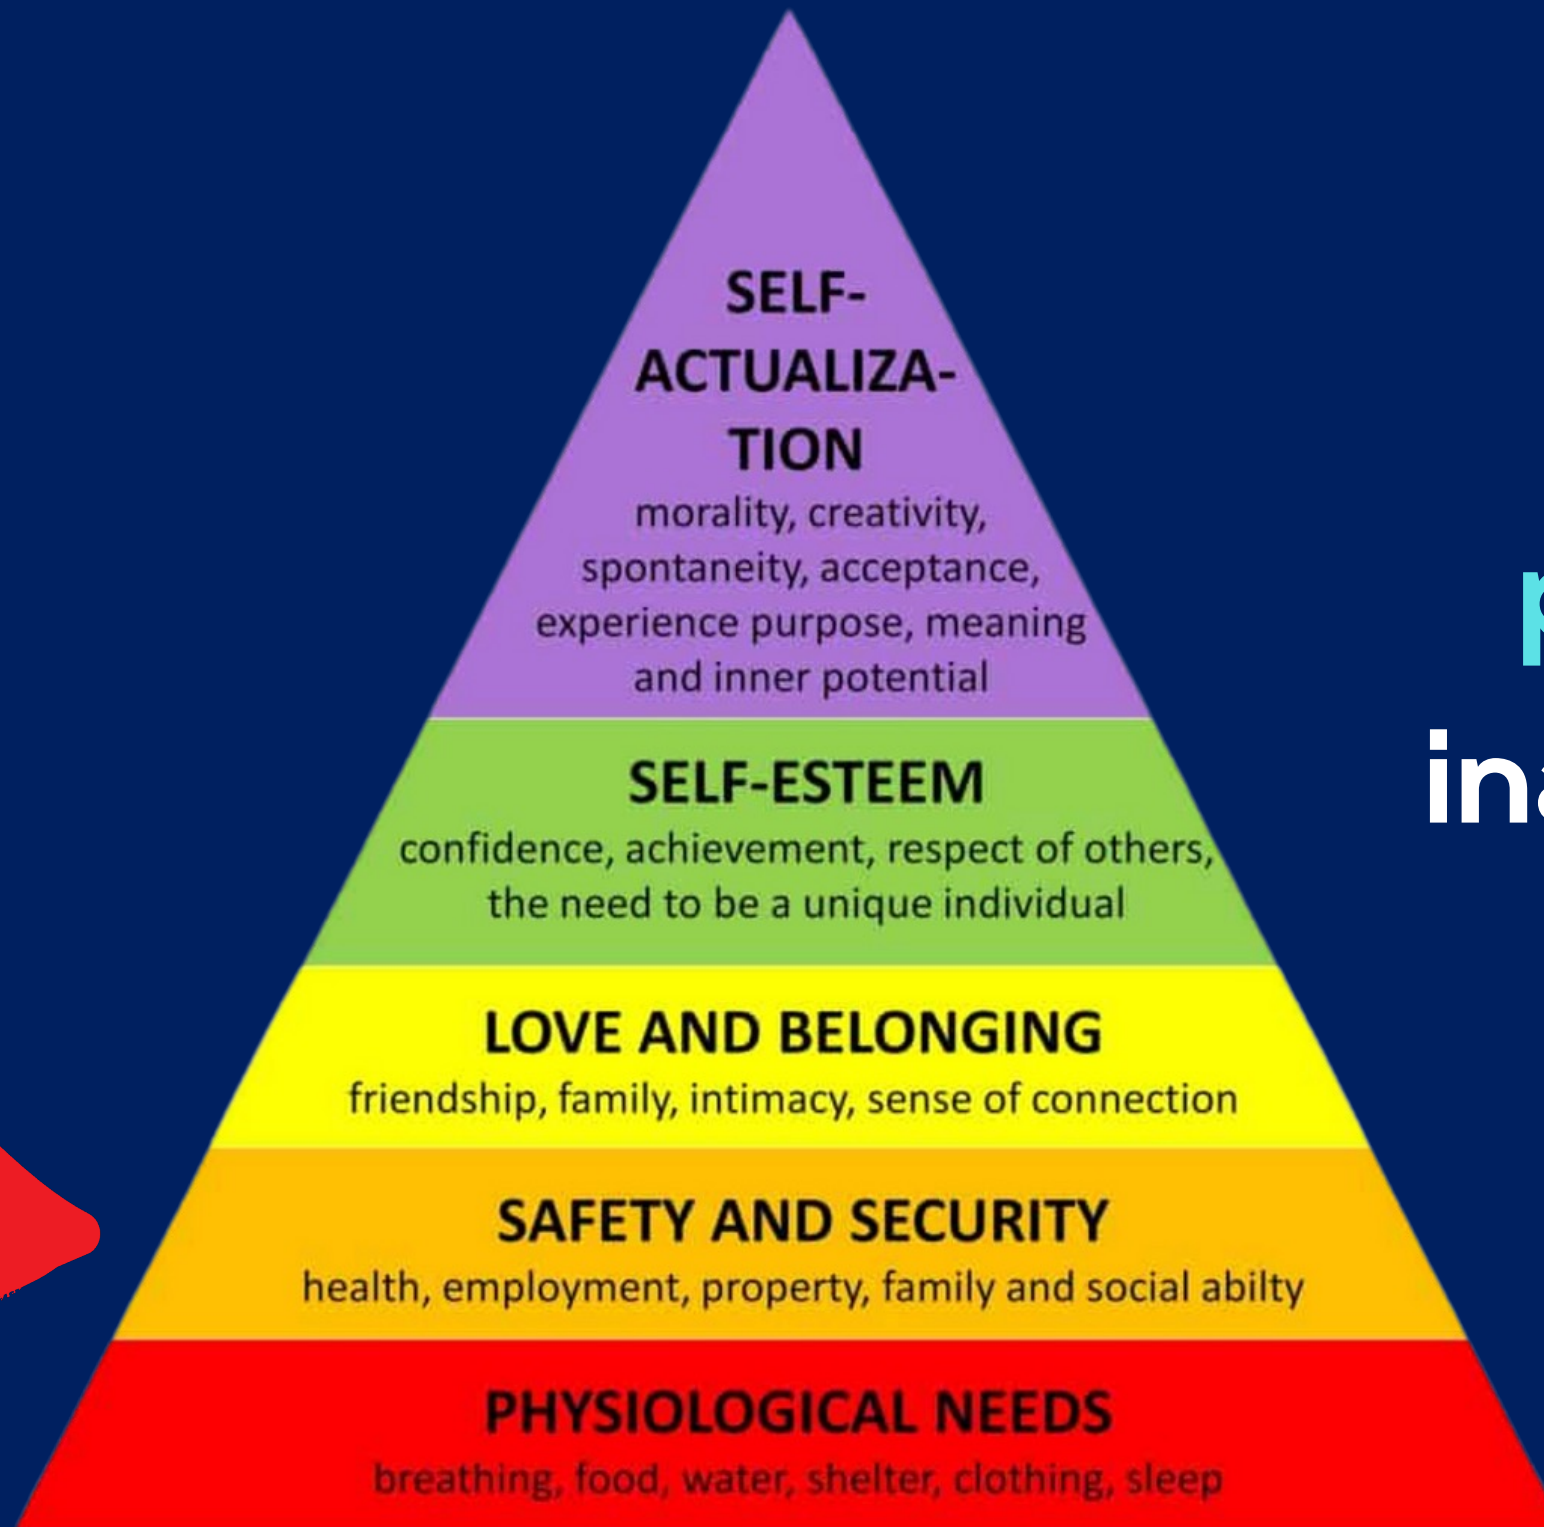 SELF-
ACTUALIZA-
TION
morality, creativity,
spontaneity, acceptance,
experience purpose, meaning
and inner potential
SELF-ESTEEM
confidence, achievement, respect of others,
the need to be a unique individual
LOVE AND BELONGING
friendship, family, intimacy, sense of connection
SAFETY AND SECURITY
health, employment, property, family and social abilty
PHYSIOLOGICAL NEEDS
breathing, food, water, shelter, clothing, sleep